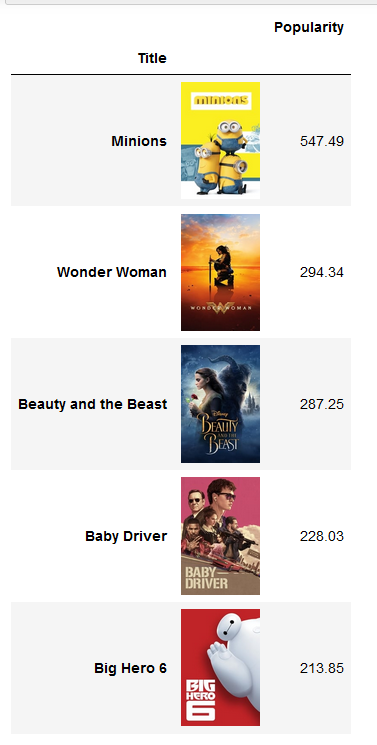 Popularity
Title
minions
Minions
547.49
Wonder Woman
WONDER WOMAN
294.34
Beauty and the Beast
Disney
BEAUTY
AND THE
BEAST
287.25
Baby Driver
BABY
DRIVER
228.03
Big Hero 6
BIG
HERO
6
213.85